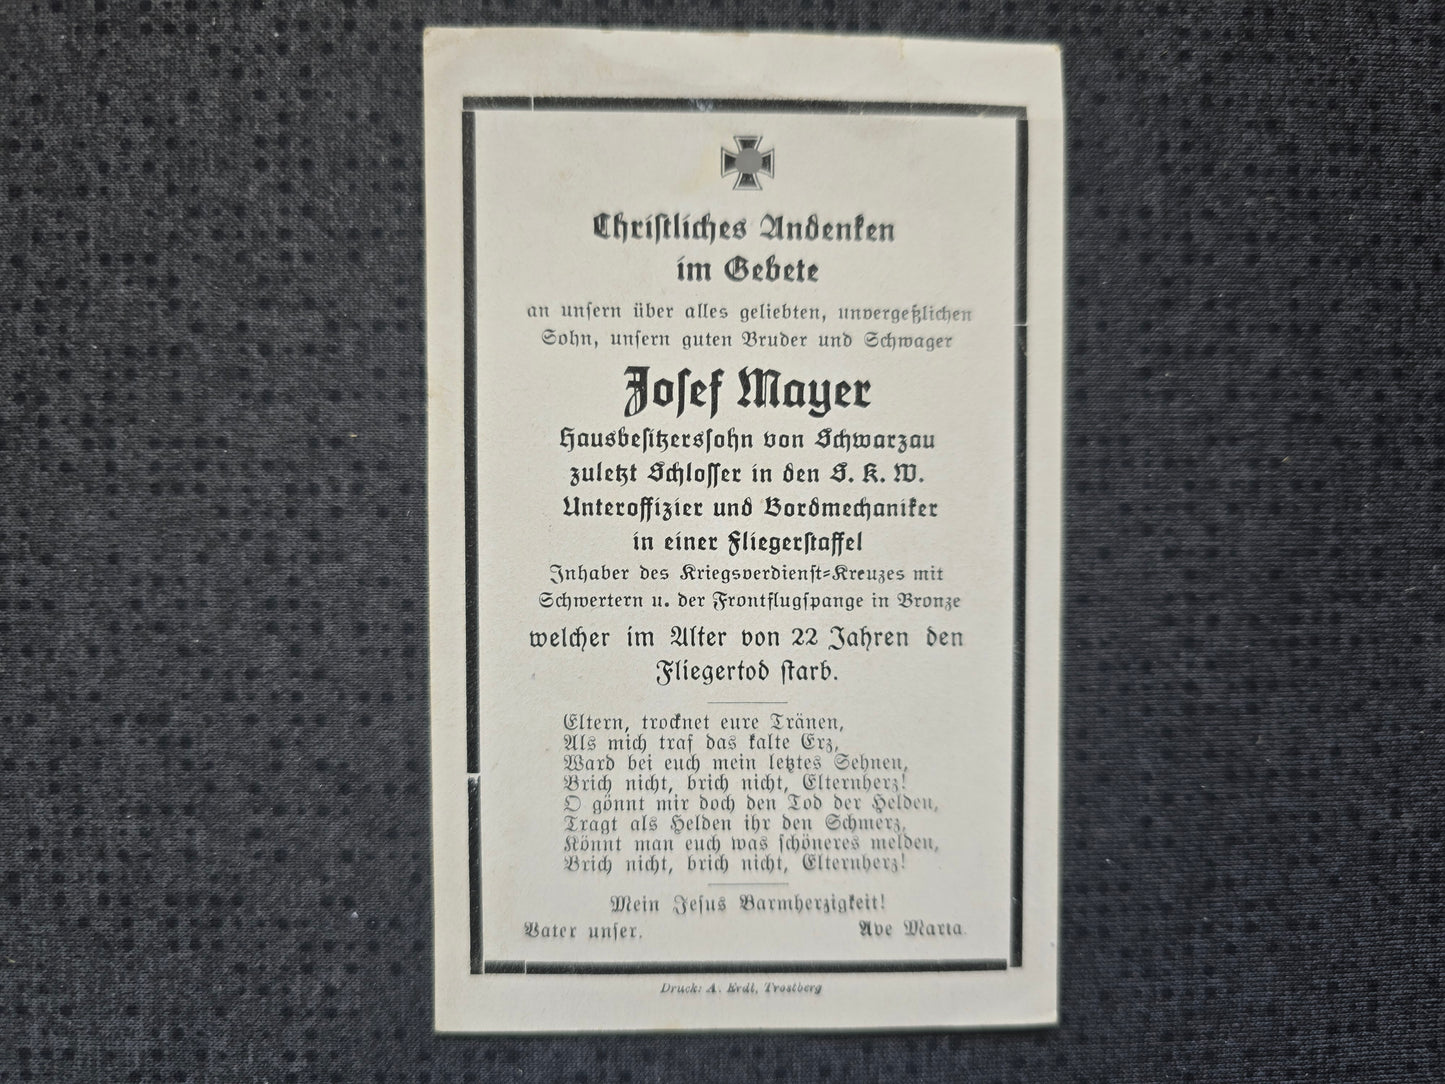 Christliches Andenken
im Gebete
an unsern über alles geliebten, unvergeßlichen
Sohn, unsern guten Bruder und Schwager
Josef Mayer
Hausbesitzerssohn von Schwarzau
zuletzt Schlosser in den S. K. W.
Unteroffizier und Bordmechaniker
in einer Fliegerstaffel
Inhaber des Kriegsverdienst-Kreuzes mit
Schwertern u. der Frontflugspange in Bronze
welcher im Alter von 22 Jahren den
Fliegertod starb.
Eltern, trocknet eure Tränen,
Als mich traf das kalte Erz,
Ward bei euch mein letztes Sehnen,
Brich nicht, brich nicht, Elternherz!
O gönnt mir doch den Tod der Helden,
Tragt als Helden ihr den Schmerz,
Könnt man euch was schöneres melden,
Brich nicht, brich nicht, Elternherz!
Mein Jesus Barmherzigkeit!
Vater unser. Ave Maria.
Druck: A. Erdl, Trostberg